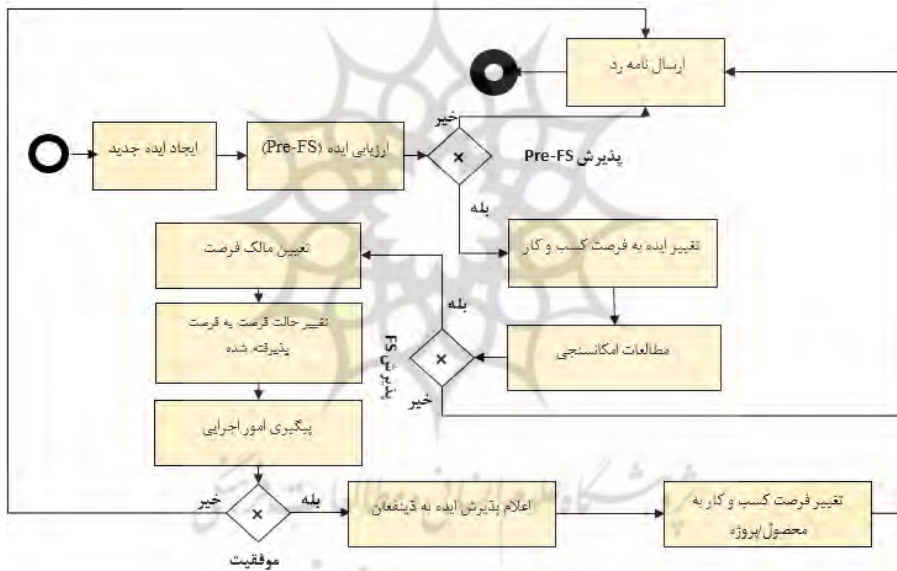 ارسال نامه رد
خیر
ایجاد ایده جدید
ارزیابی ایده (Pre-FS)
پذیرش Pre-FS
بله
تغییر ایده به فرصت کسب و کار
تعیین مالک فرصت
بله
تغییر حالت فرصت به فرصت
پذیرفته شده
پذیرش FS
مطالعات امکانسنجی
خیر
پیگیری امور اجرایی
خیر
بله
موفقیت
اعلام پذیرش ایده به ذینفعان
تغییر فرصت کسب و کار به
محصول/پروژه